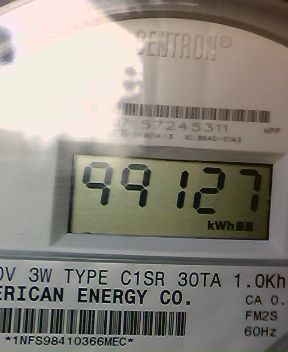 CENTRON®
57245311
99127
kWh
0V 3W TYPE C1SR 30TA 1.0Kh
ERICAN ENERGY CO.
CA 0.
FM2S
60Hz
*1NFS98410366MEC*